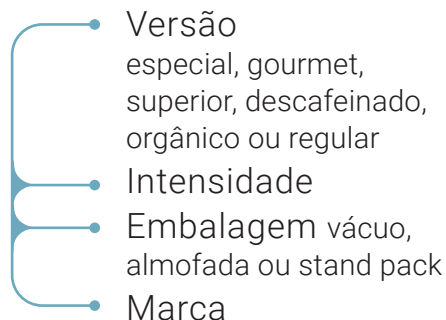 Versão
especial, gourmet,
superior, descafeinado,
orgânico ou regular
Intensidade
Embalagem vácuo,
almofada ou stand pack
Marca